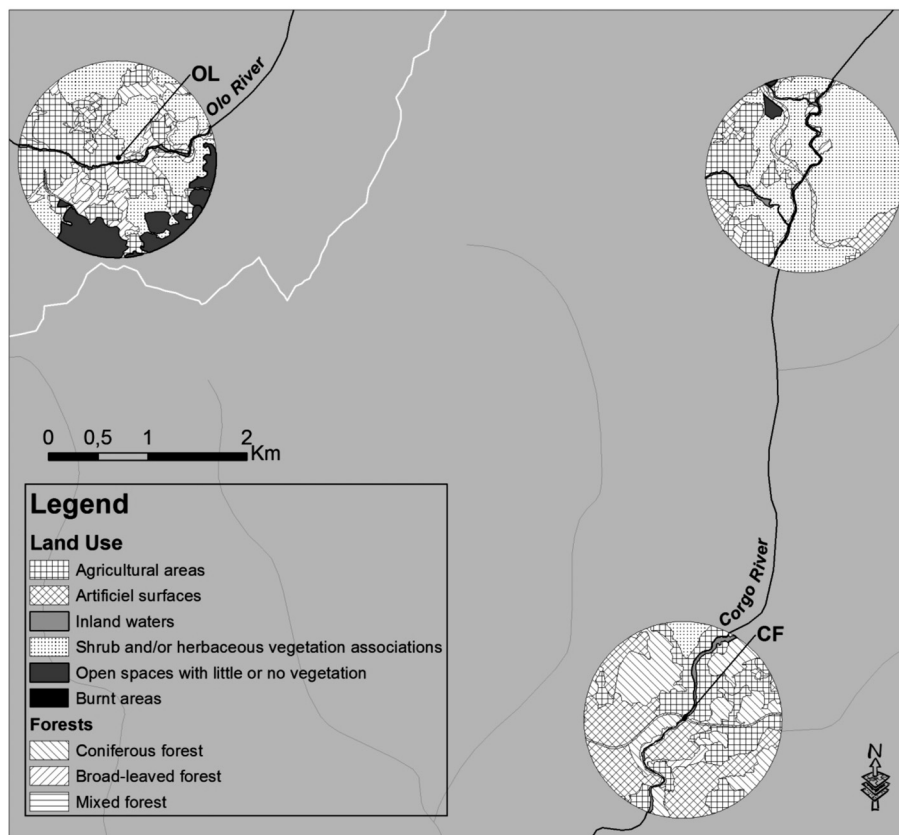 OL
Olo River
0 0,5 1 2
Km
Legend
Land Use
Agricultural areas
Artificiel surfaces
Inland waters
Shrub and/or herbaceous vegetation associations
Open spaces with little or no vegetation
Burnt areas
Forests
Coniferous forest
Broad-leaved forest
Mixed forest
Corgo River
CF
N